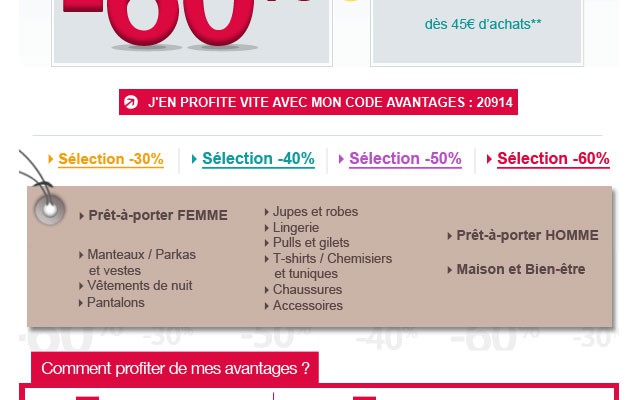 -60%
dès 45€ d'achats**
J'EN PROFITE VITE AVEC MON CODE AVANTAGES : 20914
Sélection -30%
Sélection -40%
Sélection -50%
Sélection -60%
Prêt-à-porter FEMME
Manteaux / Parkas
et vestes
Vêtements de nuit
Pantalons
Jupes et robes
Lingerie
Pulls et gilets
T-shirts / Chemisiers
et tuniques
Chaussures
Accessoires
Prêt-à-porter HOMME
Maison et Bien-être
-60% -30% -50% -40% -60% -30
Comment profiter de mes avantages ?